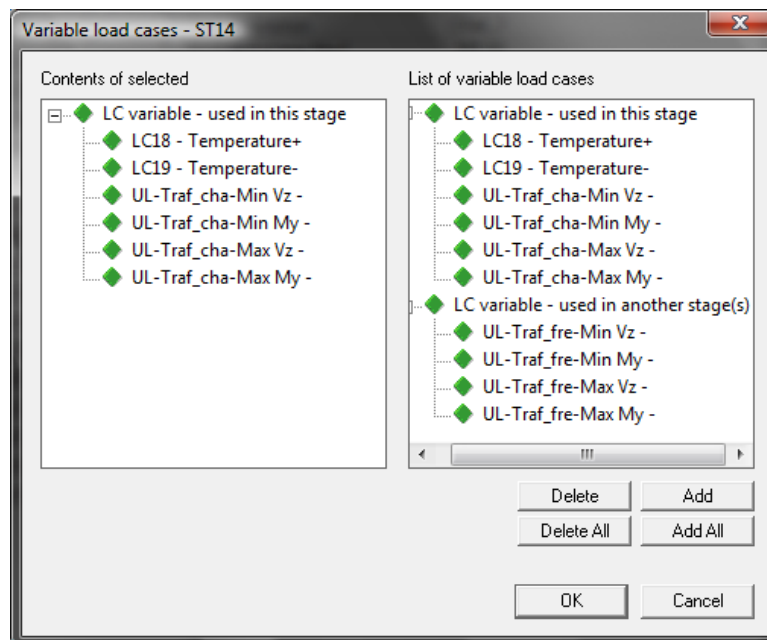 Variable load cases - ST14
Contents of selected
LC variable - used in this stage
LC18 - Temperature+
LC19 - Temperature-
UL-Traf_cha-Min Vz -
UL-Traf_cha-Min My -
UL-Traf_cha-Max Vz -
UL-Traf_cha-Max My -
List of variable load cases
LC variable - used in this stage
LC18 - Temperature+
LC19 - Temperature-
UL-Traf_cha-Min Vz -
UL-Traf_cha-Min My -
UL-Traf_cha-Max Vz -
UL-Traf_cha-Max My -
LC variable - used in another stage(s)
UL-Traf_fre-Min Vz -
UL-Traf_fre-Min My -
UL-Traf_fre-Max Vz -
UL-Traf_fre-Max My -
Delete Add
Delete All Add All
OK Cancel